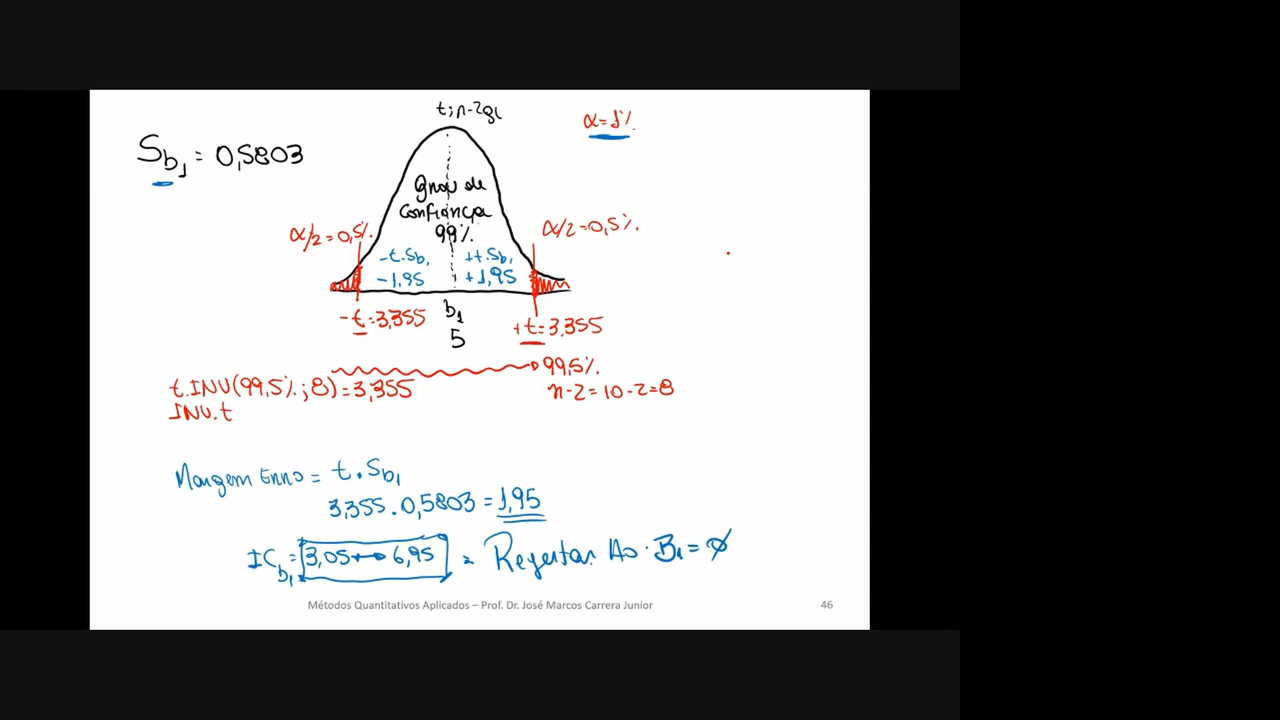 t; n-2gl
α=1%
S_b1 = 0,5803
grau de
confiança
99%
α/2=0,5%
α/2=0,5%.
-t.Sb1
+t.Sb1
-1,95
+1,95
-t=3,355
b1
+t=3,355
5
99,5%.
t.INV(99,5%;8)=3,355
n-2=10-2=8
INV.t
Margem Erro = t.Sb1
3,355.0,5803=1,95
IC_b1= 3,05↔6,95 = Rejeitar Ho: B1=0
Métodos Quantitativos Aplicados – Prof. Dr. José Marcos Carrera Junior
46